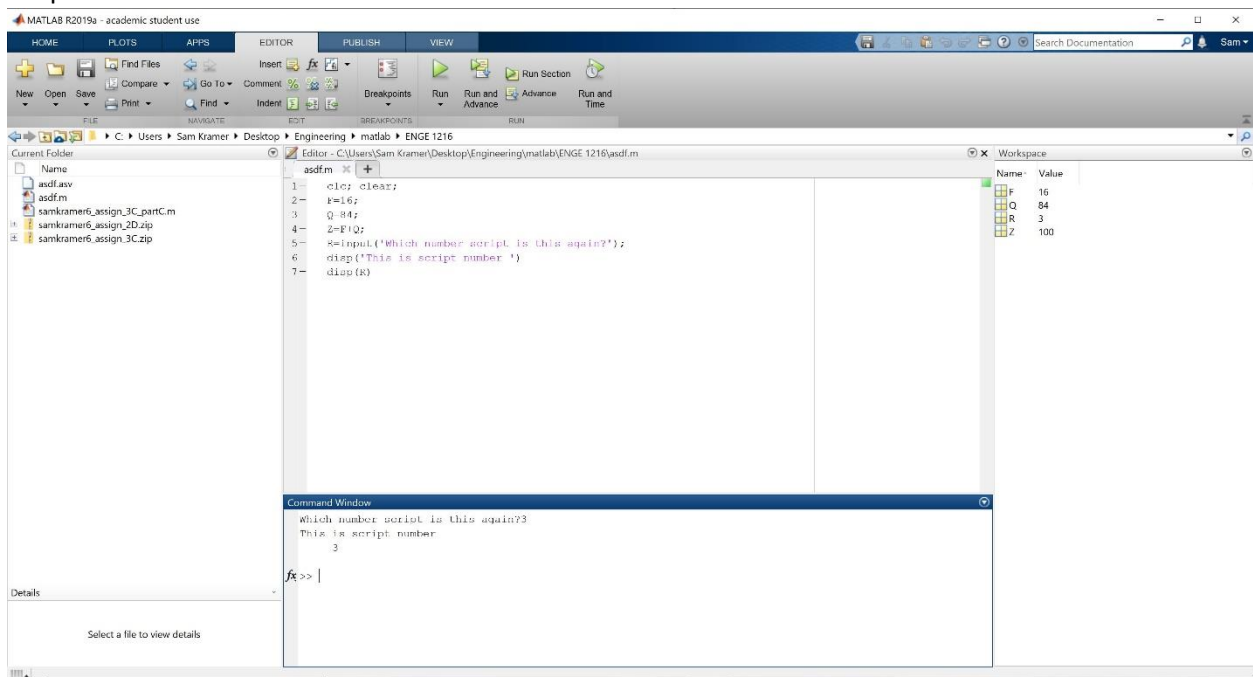 MATLAB R2019a - academic student use
HOME PLOTS APPS EDITOR PUBLISH VIEW Search Documentation Sam
New Open Save Find Files Compare Print Go To Find Insert Comment Indent fx Breakpoints Run Run and Advance Run Section Advance Run and Time
FILE NAVIGATE EDIT BREAKPOINTS RUN
C: Users Sam Kramer Desktop Engineering matlab ENGE 1216
Current Folder
Name
asdf.asv
asdf.m
samkramer6_assign_3C_partC.m
samkramer6_assign_2D.zip
samkramer6_assign_3C.zip
Details
Select a file to view details
Editor - C:\Users\Sam Kramer\Desktop\Engineering\matlab\ENGE 1216\asdf.m
asdf.m
1 clc; clear;
2 F=16;
3 Q=84;
4 Z=F+Q;
5 R=input('Which number script is this again?');
6 disp('This is script number ')
7 disp(R)
Command Window
Which number script is this again?3
This is script number
3
fx >>
Workspace
Name Value
F 16
Q 84
R 3
Z 100